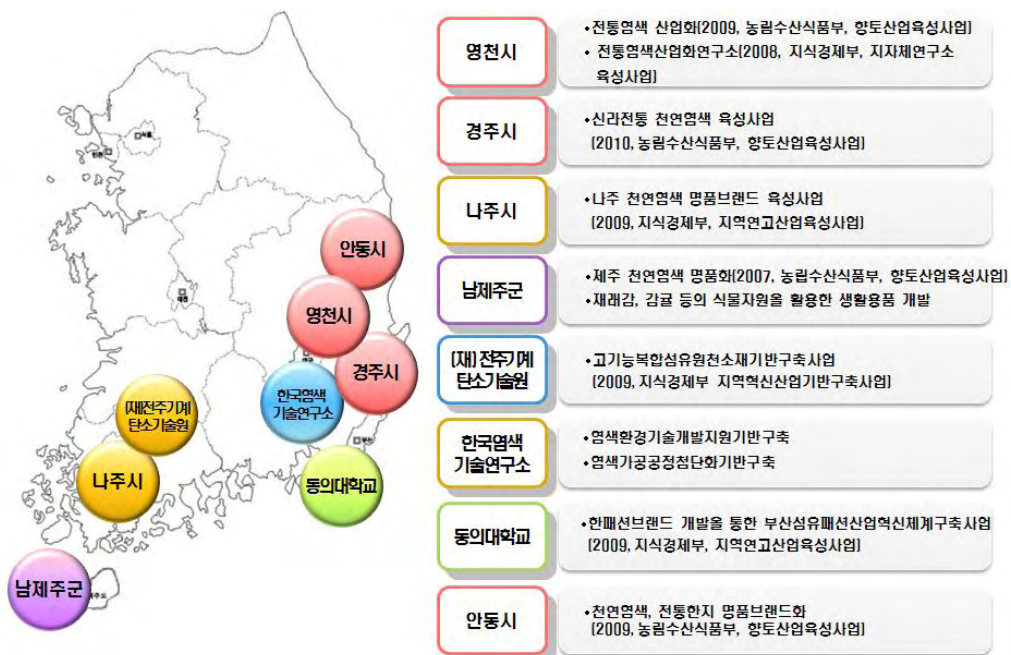 서울
인천
대전
대구
부산
제주도
안동시
영천시
경주시
한국염색
기술연구소
(재)전주기계
탄소기술원
나주시
동의대학교
남제주군
영천시
•전통염색 산업화(2009, 농림수산식품부, 향토산업육성사업)
• 전통염색산업화연구소(2008, 지식경제부, 지자체연구소
육성사업)
경주시
•신라전통 천연염색 육성사업
(2010, 농림수산식품부, 향토산업육성사업)
나주시
•나주 천연염색 명품브랜드 육성사업
(2009, 지식경제부, 지역연고산업육성사업)
남제주군
•제주 천연염색 명품화(2007, 농림수산식품부, 향토산업육성사업)
•재래감, 감귤 등의 식물자원을 활용한 생활용품 개발
(재) 전주기계
탄소기술원
•고기능복합섬유원천소재기반구축사업
(2009, 지식경제부 지역혁신산업기반구축사업)
한국염색
기술연구소
•염색환경기술개발지원기반구축
•염색가공공정첨단화기반구축
동의대학교
•한패션브랜드 개발을 통한 부산섬유패션산업혁신체계구축사업
(2009, 지식경제부, 지역연고산업육성사업)
안동시
•천연염색, 전통한지 명품브랜드화
(2009, 농림수산식품부, 향토산업육성사업)